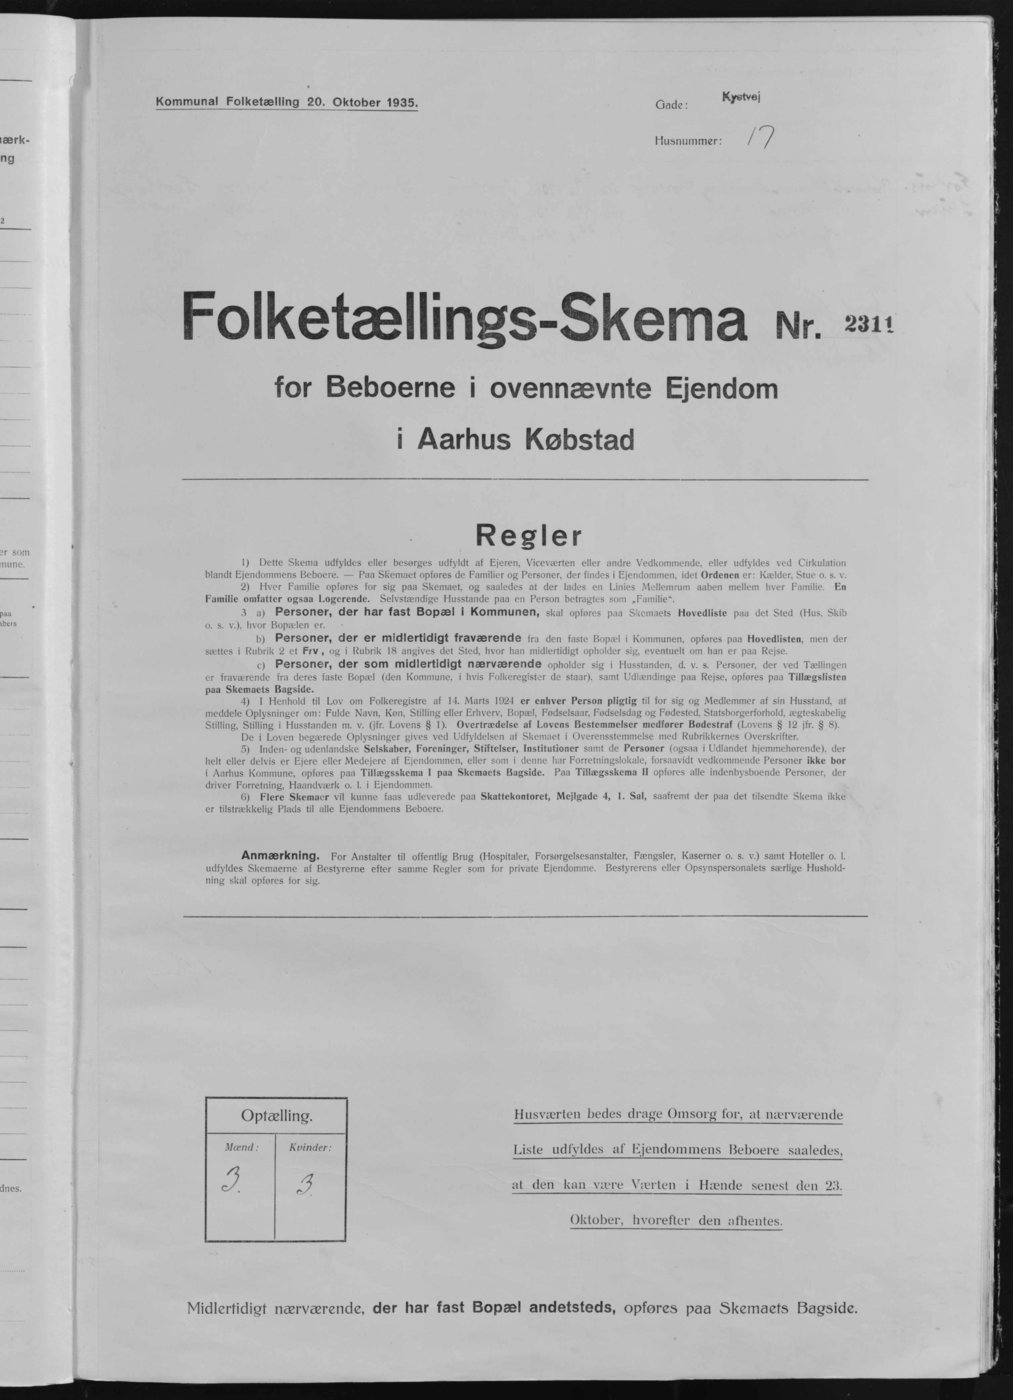 Kommunal Folketælling 20. Oktober 1935.
Gade: Kystvej
Husnummer: 17
Folketællings-Skema Nr. 2311
for Beboerne i ovennævnte Ejendom
i Aarhus Købstad
Regler
1) Dette Skema udfyldes eller besørges udfyldt af Ejeren, Viceværten eller andre Vedkommende, eller udfyldes ved Cirkulation
blandt Ejendommens Beboere. — Paa Skemaet opføres de Familier og Personer, der findes i Ejendommen, idet Ordenen er: Kælder, Stue o. s. v.
2) Hver Familie opføres for sig paa Skemaet, og saaledes at der lades en Linies Mellemrum aaben mellem hver Familie. En
Familie omfatter ogsaa Logerende. Selvstændige Husstande paa en Person betragtes som „Familie“.
3 a) Personer, der har fast Bopæl i Kommunen, skal opføres paa Skemaets Hovedliste paa det Sted (Hus, Skib
o. s. v.), hvor Bopælen er.
b) Personer, der er midlertidigt fraværende fra den faste Bopæl i Kommunen, opføres paa Hovedlisten, men der
sættes i Rubrik 2 et Frv, og i Rubrik 18 angives det Sted, hvor han midlertidigt opholder sig, eventuelt om han er paa Rejse.
c) Personer, der som midlertidigt nærværende opholder sig i Husstanden, d. v. s. Personer, der ved Tællingen
er fraværende fra deres faste Bopæl (den Kommune, i hvis Folkeregister de staar), samt Udlændinge paa Rejse, opføres paa Tillægslisten
paa Skemaets Bagside.
4) I Henhold til Lov om Folkeregistre af 14. Marts 1924 er enhver Person pligtig til for sig og Medlemmer af sin Husstand, at
meddele Oplysninger om: Fulde Navn, Køn, Stilling eller Erhverv, Bopæl, Fødselsaar, Fødselsdag og Fødested, Statsborgerforhold, ægteskabelig
Stilling, Stilling i Husstanden m. v. (jfr. Lovens § 1). Overtrædelse af Lovens Bestemmelser medfører Bødestraf (Lovens § 12 jfr. § 8).
De i Loven begærede Oplysninger gives ved Udfyldelsen af Skemaet i Overensstemmelse med Rubrikkernes Overskrifter.
5) Inden- og udenlandske Selskaber, Foreninger, Stiftelser, Institutioner samt de Personer (ogsaa i Udlandet hjemmehørende), der
helt eller delvis er Ejere eller Medejere af Ejendommen, eller som i denne har Forretningslokale, forsaavidt vedkommende Personer ikke bor
i Aarhus Kommune, opføres paa Tillægsskema I paa Skemaets Bagside. Paa Tillægsskema II opføres alle indenbysboende Personer, der
driver Forretning, Haandværk o. l. i Ejendommen.
6) Flere Skemaer vil kunne faas udleverede paa Skattekontoret, Mejlgade 4, 1. Sal, saafremt der paa det tilsendte Skema ikke
er tilstrækkelig Plads til alle Ejendommens Beboere.
Anmærkning. For Anstalter til offentlig Brug (Hospitaler, Forsørgelsesanstalter, Fængsler, Kaserner o. s. v.) samt Hoteller o. l.
udfyldes Skemaerne af Bestyrerne efter samme Regler som for private Ejendomme. Bestyrerens eller Opsynspersonalets særlige Hushold-
ning skal opføres for sig.
Optælling.
Mænd: Kvinder:
3. 3.
Husværten bedes drage Omsorg for, at nærværende
Liste udfyldes af Ejendommens Beboere saaledes,
at den kan være Værten i Hænde senest den 23.
Oktober, hvorefter den afhentes.
Midlertidigt nærværende, der har fast Bopæl andetsteds, opføres paa Skemaets Bagside.